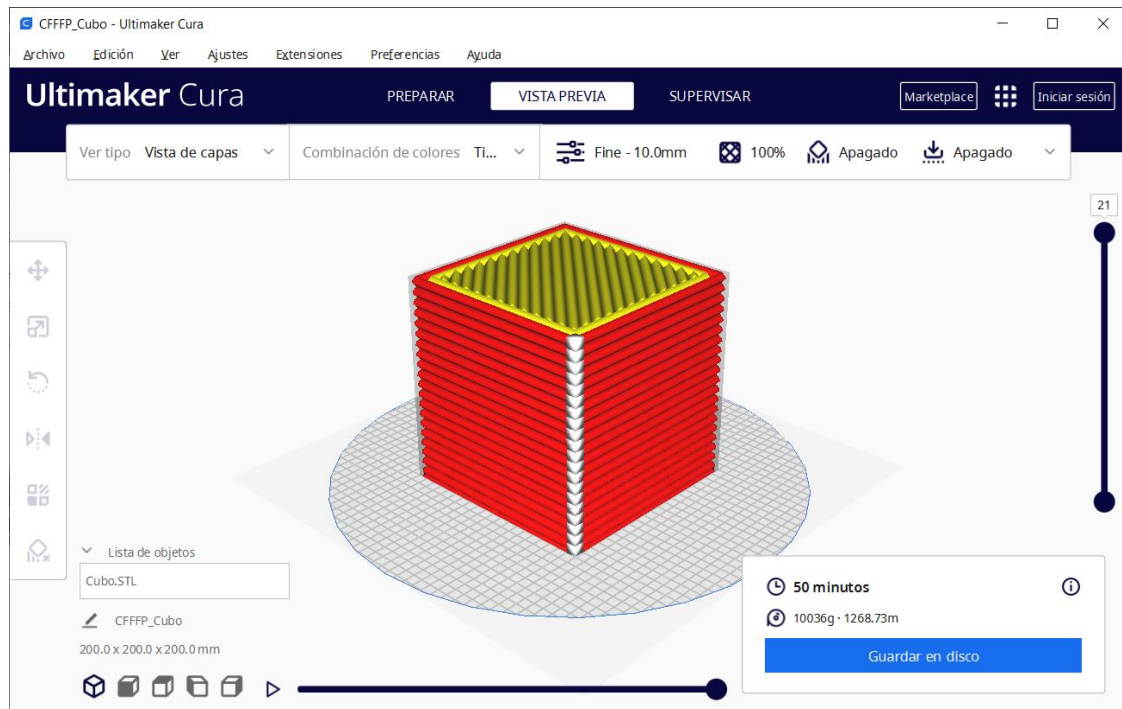 CFFFP_Cubo - Ultimaker Cura
Archivo Edición Ver Ajustes Extensiones Preferencias Ayuda
Ultimaker Cura PREPARAR VISTA PREVIA SUPERVISAR Marketplace Iniciar sesión
Ver tipo Vista de capas Combinación de colores Ti... Fine - 10.0mm 100% Apagado Apagado
21
Lista de objetos
Cubo.STL
CFFFP_Cubo
200.0 x 200.0 x 200.0 mm
50 minutos
10036g · 1268.73m
Guardar en disco